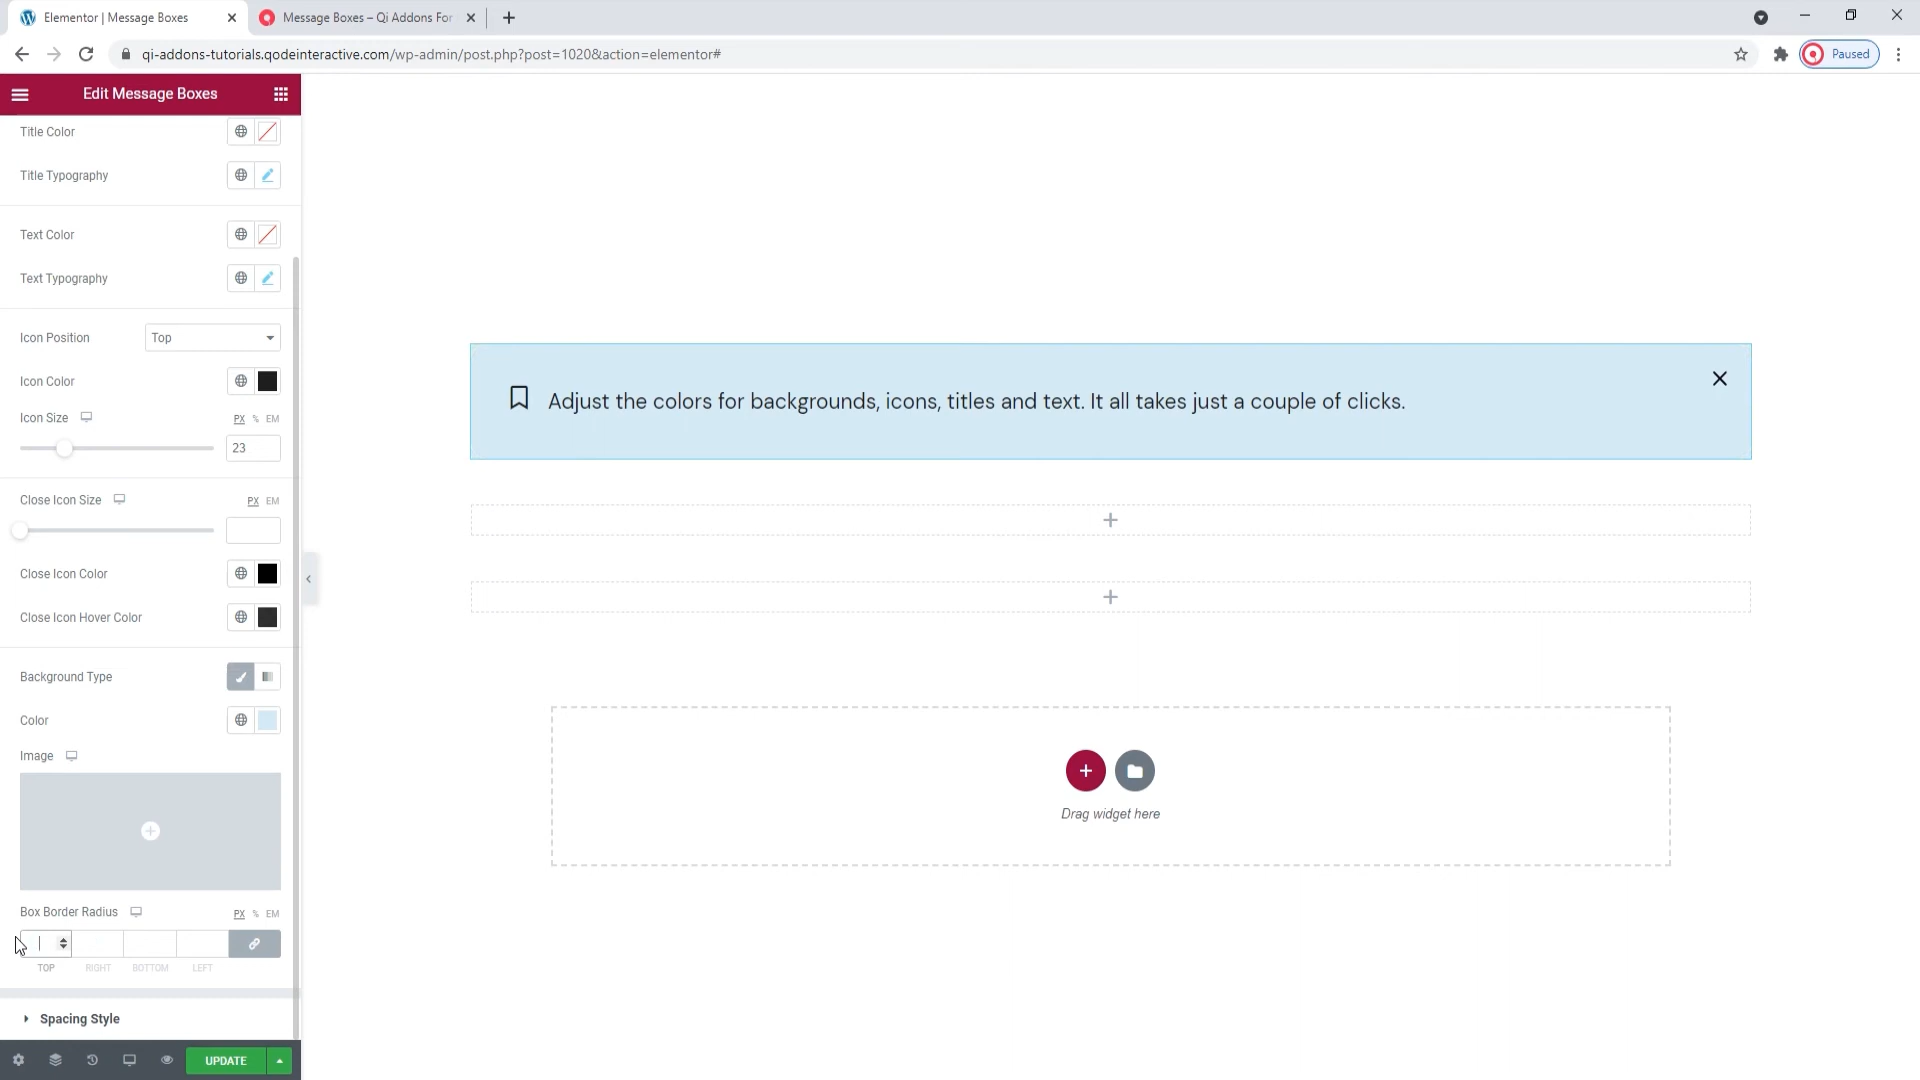 Elementor | Message Boxes
Message Boxes – Qi Addons For
qi-addons-tutorials.qodeinteractive.com/wp-admin/post.php?post=1020&action=elementor#
Paused
Edit Message Boxes
Title Color
Title Typography
Text Color
Text Typography
Icon Position
Top
Icon Color
Icon Size
PX % EM
23
Close Icon Size
PX EM
Close Icon Color
Close Icon Hover Color
Background Type
Color
Image
Box Border Radius
PX % EM
TOP RIGHT BOTTOM LEFT
Spacing Style
UPDATE
Adjust the colors for backgrounds, icons, titles and text. It all takes just a couple of clicks.
Drag widget here